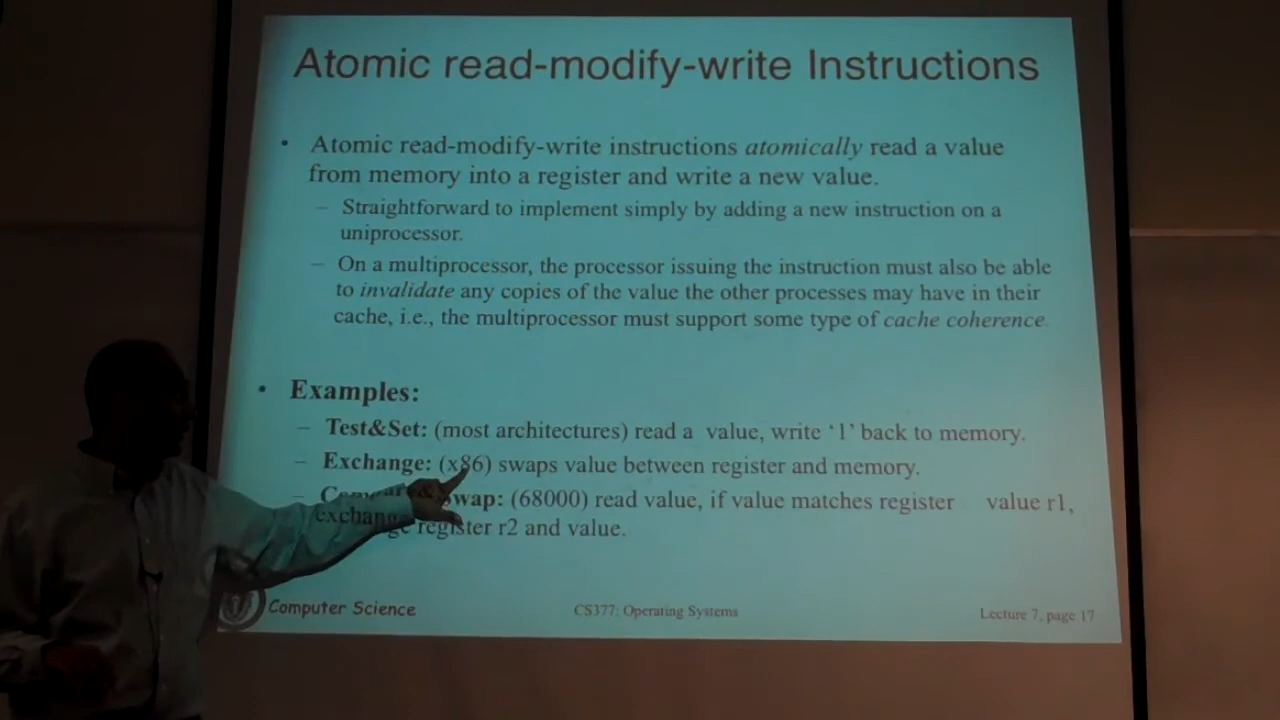 Atomic read-modify-write Instructions
• Atomic read-modify-write instructions atomically read a value
from memory into a register and write a new value.
– Straightforward to implement simply by adding a new instruction on a
uniprocessor.
– On a multiprocessor, the processor issuing the instruction must also be able
to invalidate any copies of the value the other processes may have in their
cache, i.e., the multiprocessor must support some type of cache coherence.
• Examples:
– Test&Set: (most architectures) read a value, write '1' back to memory.
– Exchange: (x86) swaps value between register and memory.
– Swap: (68000) read value, if value matches register value r1,
exchange register r2 and value.
Computer Science
CS377: Operating Systems
Lecture 7, page 17